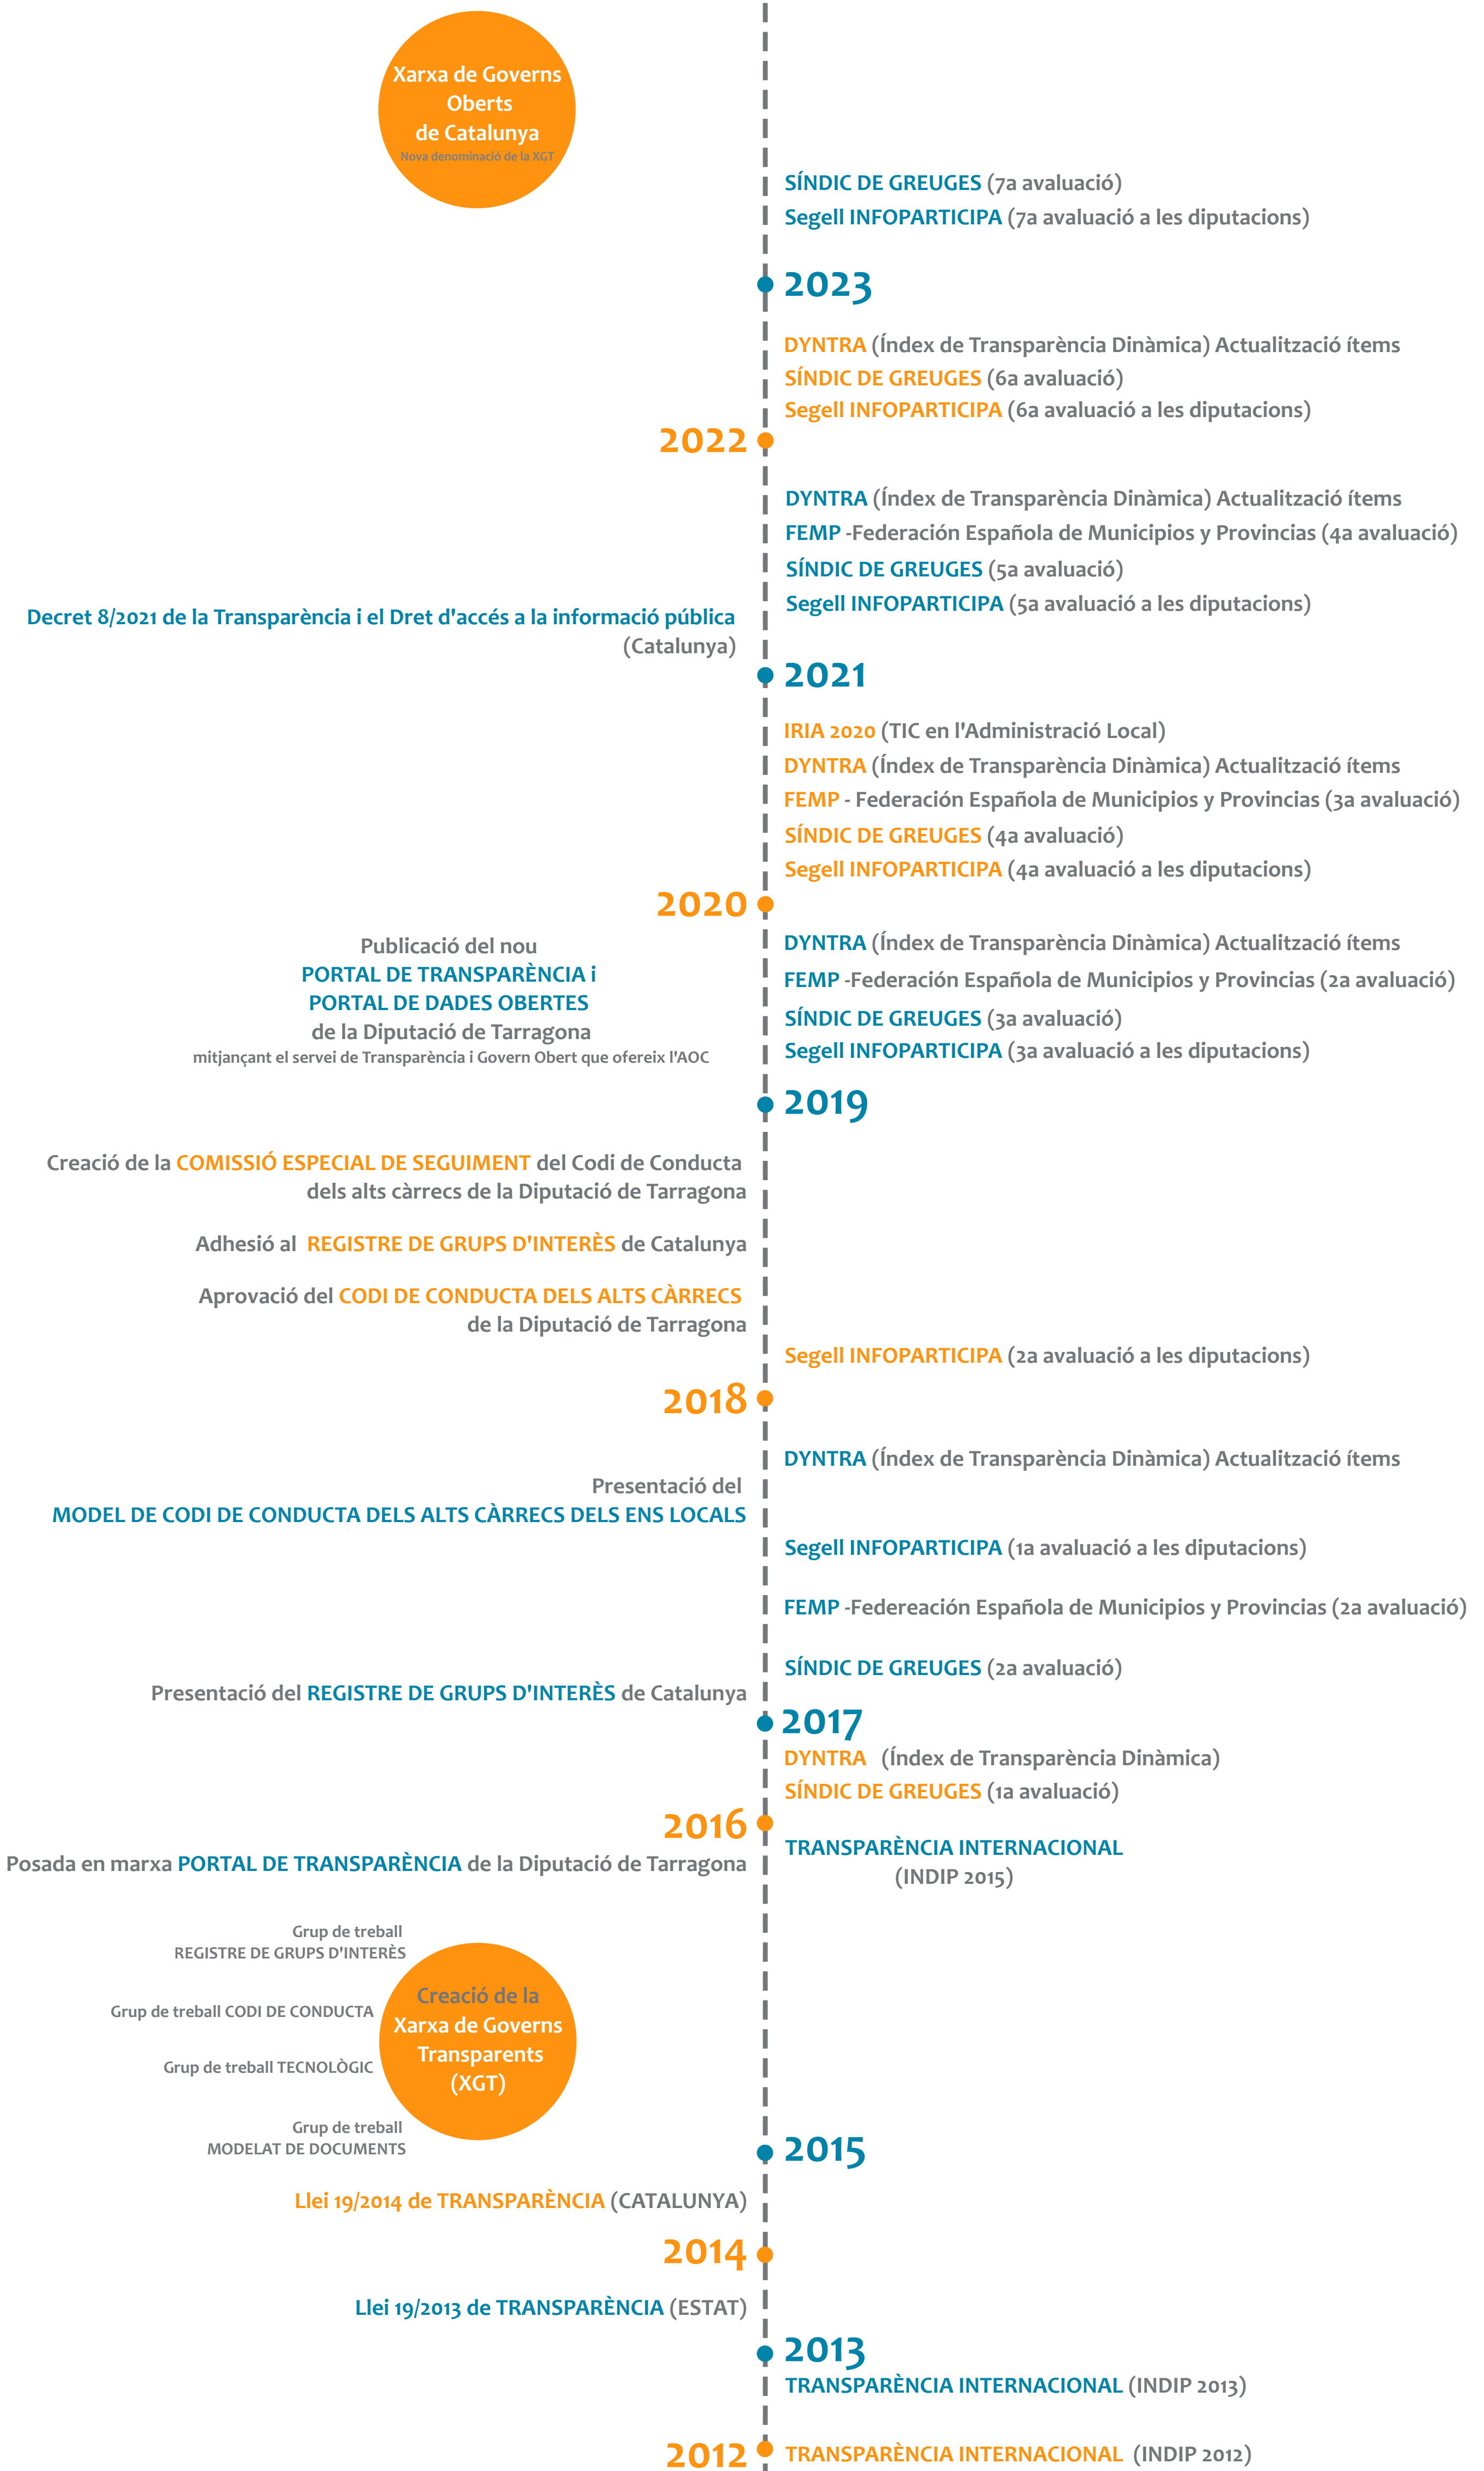 Xarxa de Governs
Oberts
de Catalunya
Nova denominació de la XGT
SÍNDIC DE GREUGES (7a avaluació)
Segell INFOPARTICIPA (7a avaluació a les diputacions)
2023
DYNTRA (Índex de Transparència Dinàmica) Actualització ítems
SÍNDIC DE GREUGES (6a avaluació)
Segell INFOPARTICIPA (6a avaluació a les diputacions)
2022
DYNTRA (Índex de Transparència Dinàmica) Actualització ítems
FEMP -Federación Española de Municipios y Provincias (4a avaluació)
SÍNDIC DE GREUGES (5a avaluació)
Segell INFOPARTICIPA (5a avaluació a les diputacions)
Decret 8/2021 de la Transparència i el Dret d'accés a la informació pública
(Catalunya)
2021
IRIA 2020 (TIC en l'Administració Local)
DYNTRA (Índex de Transparència Dinàmica) Actualització ítems
FEMP - Federación Española de Municipios y Provincias (3a avaluació)
SÍNDIC DE GREUGES (4a avaluació)
Segell INFOPARTICIPA (4a avaluació a les diputacions)
2020
Publicació del nou
PORTAL DE TRANSPARÈNCIA i
PORTAL DE DADES OBERTES
de la Diputació de Tarragona
mitjançant el servei de Transparència i Govern Obert que ofereix l'AOC
DYNTRA (Índex de Transparència Dinàmica) Actualització ítems
FEMP -Federación Española de Municipios y Provincias (2a avaluació)
SÍNDIC DE GREUGES (3a avaluació)
Segell INFOPARTICIPA (3a avaluació a les diputacions)
2019
Creació de la COMISSIÓ ESPECIAL DE SEGUIMENT del Codi de Conducta
dels alts càrrecs de la Diputació de Tarragona
Adhesió al REGISTRE DE GRUPS D'INTERÈS de Catalunya
Aprovació del CODI DE CONDUCTA DELS ALTS CÀRRECS
de la Diputació de Tarragona
Segell INFOPARTICIPA (2a avaluació a les diputacions)
2018
DYNTRA (Índex de Transparència Dinàmica) Actualització ítems
Presentació del
MODEL DE CODI DE CONDUCTA DELS ALTS CÀRRECS DELS ENS LOCALS
Segell INFOPARTICIPA (1a avaluació a les diputacions)
FEMP -Federeación Española de Municipios y Provincias (2a avaluació)
SÍNDIC DE GREUGES (2a avaluació)
Presentació del REGISTRE DE GRUPS D'INTERÈS de Catalunya
2017
DYNTRA (Índex de Transparència Dinàmica)
SÍNDIC DE GREUGES (1a avaluació)
2016
TRANSPARÈNCIA INTERNACIONAL
(INDIP 2015)
Posada en marxa PORTAL DE TRANSPARÈNCIA de la Diputació de Tarragona
Grup de treball
REGISTRE DE GRUPS D'INTERÈS
Grup de treball CODI DE CONDUCTA
Grup de treball TECNOLÒGIC
Grup de treball
MODELAT DE DOCUMENTS
Creació de la
Xarxa de Governs
Transparents
(XGT)
2015
Llei 19/2014 de TRANSPARÈNCIA (CATALUNYA)
2014
Llei 19/2013 de TRANSPARÈNCIA (ESTAT)
2013
TRANSPARÈNCIA INTERNACIONAL (INDIP 2013)
2012
TRANSPARÈNCIA INTERNACIONAL (INDIP 2012)